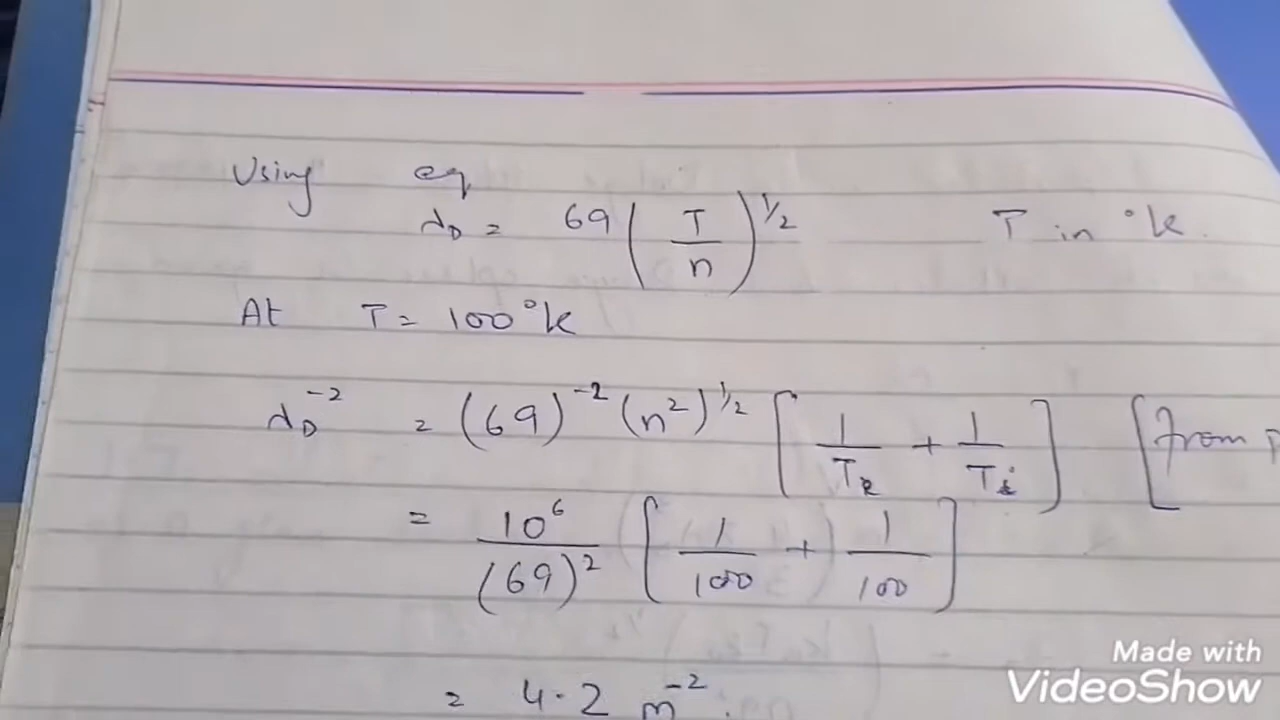 Using eq
λD = 69 (T/n)^1/2 T in °k.
At T = 100°k
λD^-2 = (69)^-2 (n²)^1/2 [1/Te + 1/Ti] [from
= 10^6/(69)^2 [1/100 + 1/100]
= 4.2 m^-2.
Made with
VideoShow